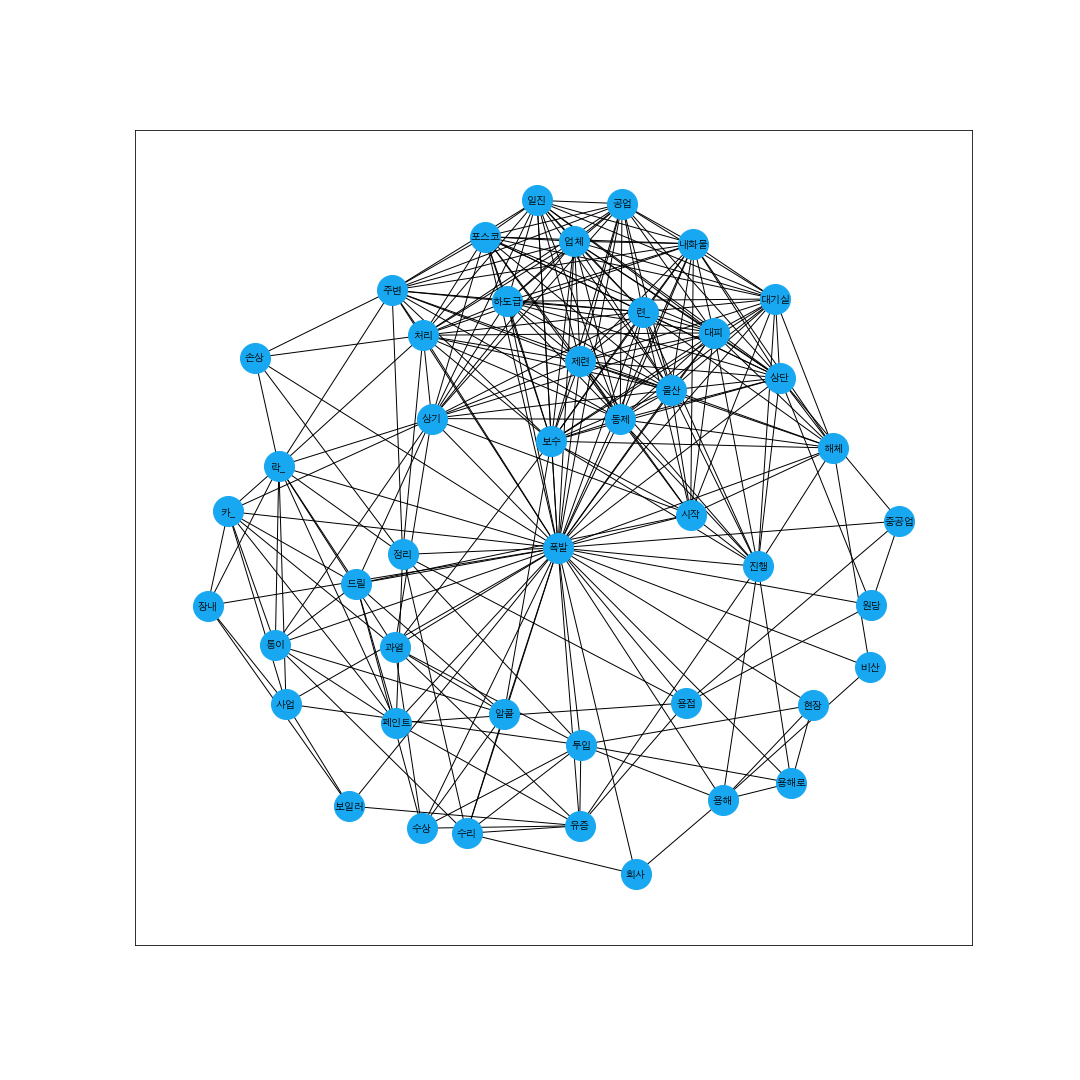 일진
공업
포스코
업체
내화물
주변
하도급
련_
대기실
처리
대피
손상
제련
상단
울산
상기
동제
보수
해체
락_
카_
시작
중공업
정리
폭발
진행
드릴
장내
원당
통이
과열
비산
사업
용접
현장
페인트
알콜
투입
용해로
보일러
용해
수상
수리
유증
회사